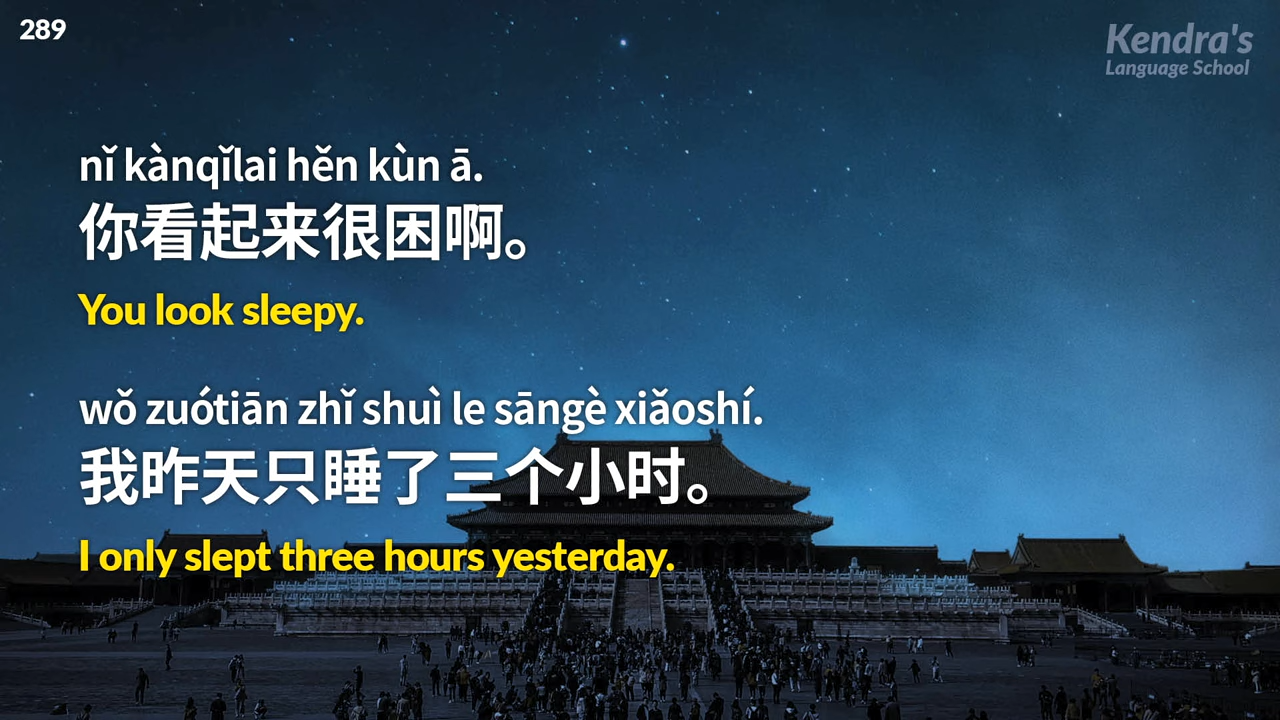 289
Kendra's
Language School
nǐ kànqǐlai hěn kùn ā.
你看起来很困啊。
You look sleepy.
wǒ zuótiān zhǐ shuì le sāngè xiǎoshí.
我昨天只睡了三个小时。
I only slept three hours yesterday.